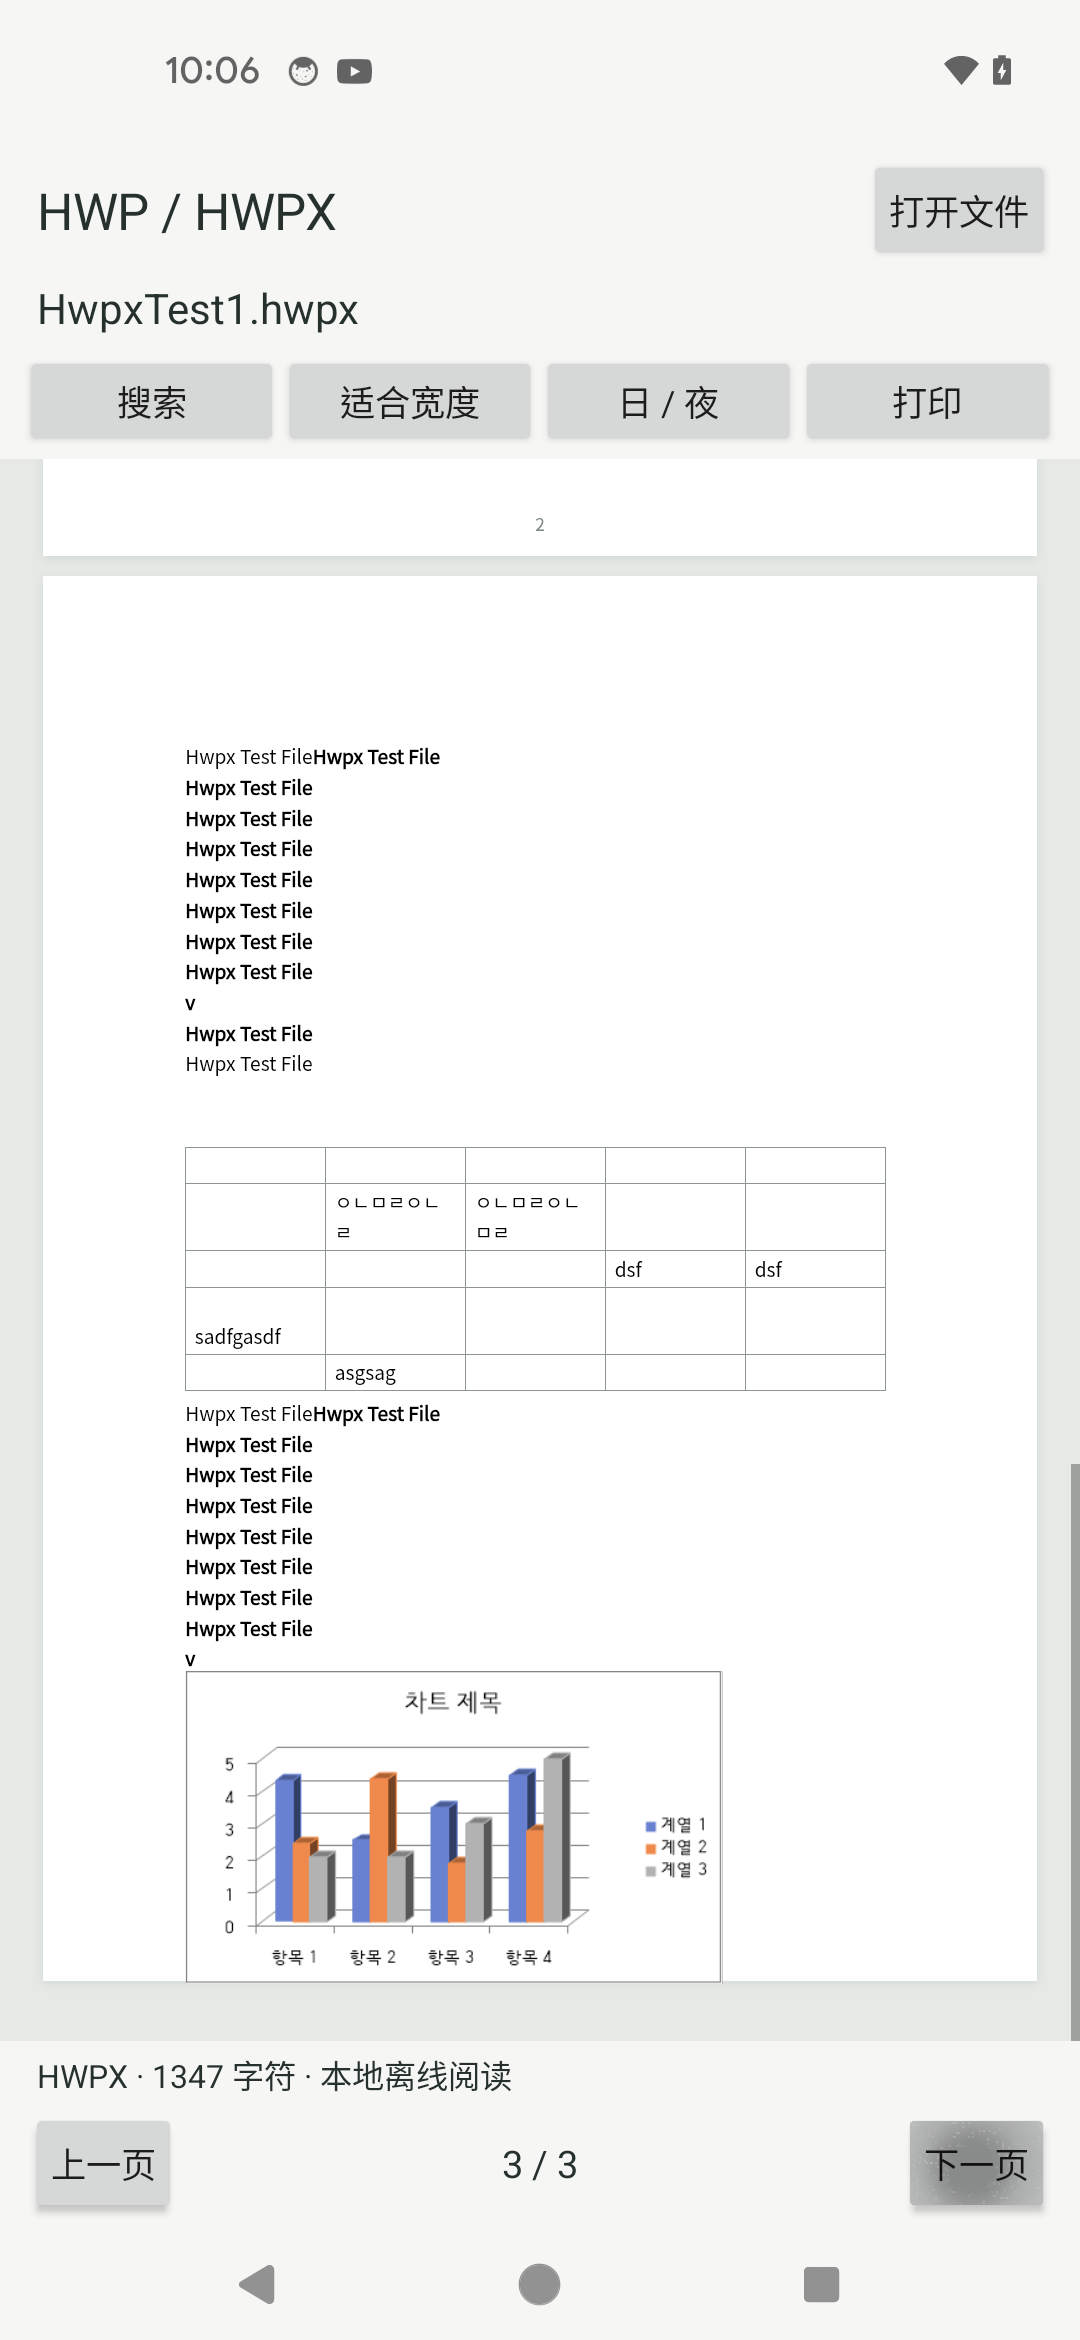 10:06
HWP / HWPX
打开文件
HwpxTest1.hwpx
搜索
适合宽度
日 / 夜
打印
2
Hwpx Test FileHwpx Test File
Hwpx Test File
Hwpx Test File
Hwpx Test File
Hwpx Test File
Hwpx Test File
Hwpx Test File
Hwpx Test File
v
Hwpx Test File
Hwpx Test File
ㅇㄴㅁㄹㅇㄴ
ㄹ
ㅇㄴㅁㄹㅇㄴ
ㅁㄹ
dsf
dsf
sadfgasdf
asgsag
Hwpx Test FileHwpx Test File
Hwpx Test File
Hwpx Test File
Hwpx Test File
Hwpx Test File
Hwpx Test File
Hwpx Test File
Hwpx Test File
v
차트 제목
5
4
3
2
1
0
항목 1
항목 2
항목 3
항목 4
계열 1
계열 2
계열 3
HWPX · 1347 字符 · 本地离线阅读
上一页
3 / 3
下一页